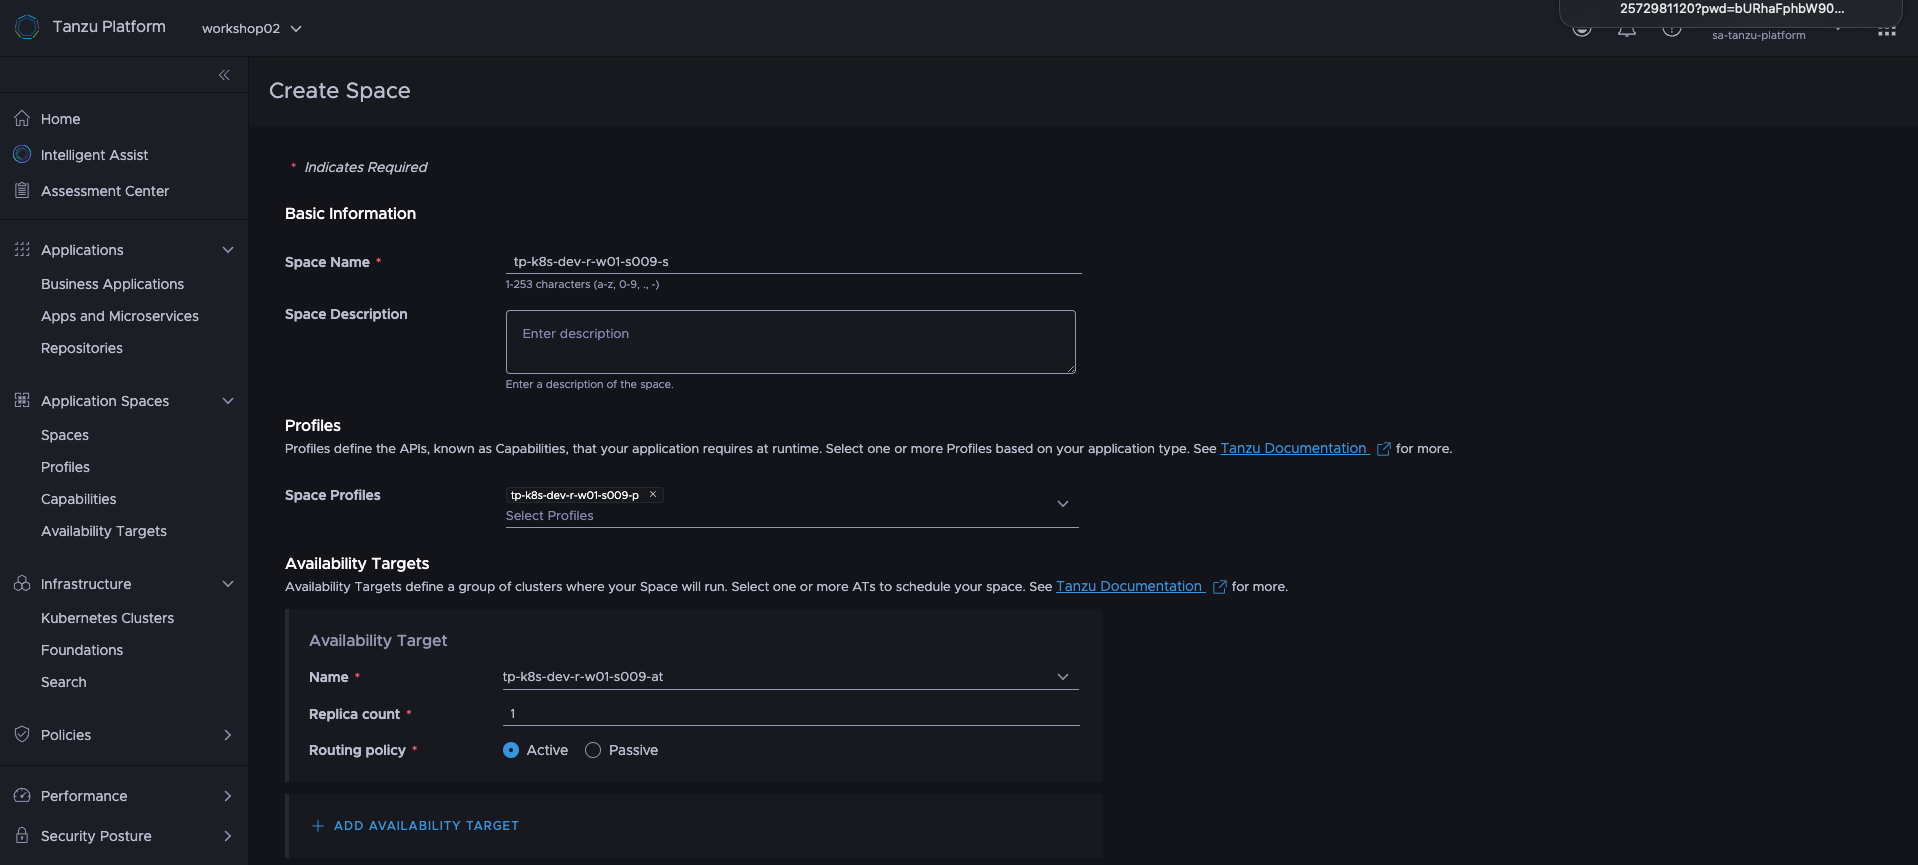 Tanzu Platform
workshop02
2572981120?pwd=bURhaFphbW90...
sa-tanzu-platform
Home
Intelligent Assist
Assessment Center
Applications
Business Applications
Apps and Microservices
Repositories
Application Spaces
Spaces
Profiles
Capabilities
Availability Targets
Infrastructure
Kubernetes Clusters
Foundations
Search
Policies
Performance
Security Posture
Create Space
* Indicates Required
Basic Information
Space Name *
tp-k8s-dev-r-w01-s009-s
1-253 characters (a-z, 0-9, ., -)
Space Description
Enter description
Enter a description of the space.
Profiles
Profiles define the APIs, known as Capabilities, that your application requires at runtime. Select one or more Profiles based on your application type. See Tanzu Documentation for more.
Space Profiles
tp-k8s-dev-r-w01-s009-p ×
Select Profiles
Availability Targets
Availability Targets define a group of clusters where your Space will run. Select one or more ATs to schedule your space. See Tanzu Documentation for more.
Availability Target
Name *
tp-k8s-dev-r-w01-s009-at
Replica count *
1
Routing policy *
Active
Passive
+ ADD AVAILABILITY TARGET